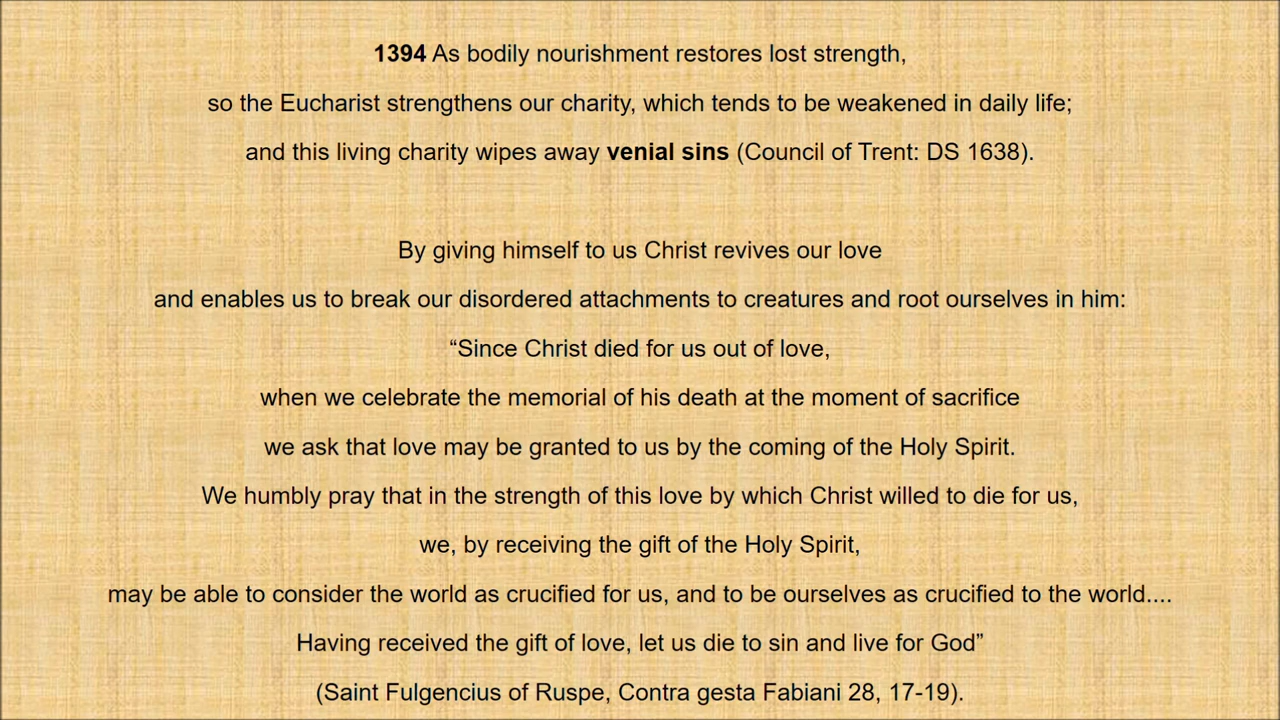 1394 As bodily nourishment restores lost strength,
so the Eucharist strengthens our charity, which tends to be weakened in daily life;
and this living charity wipes away venial sins (Council of Trent: DS 1638).
By giving himself to us Christ revives our love
and enables us to break our disordered attachments to creatures and root ourselves in him:
“Since Christ died for us out of love,
when we celebrate the memorial of his death at the moment of sacrifice
we ask that love may be granted to us by the coming of the Holy Spirit.
We humbly pray that in the strength of this love by which Christ willed to die for us,
we, by receiving the gift of the Holy Spirit,
may be able to consider the world as crucified for us, and to be ourselves as crucified to the world....
Having received the gift of love, let us die to sin and live for God”
(Saint Fulgencius of Ruspe, Contra gesta Fabiani 28, 17-19).